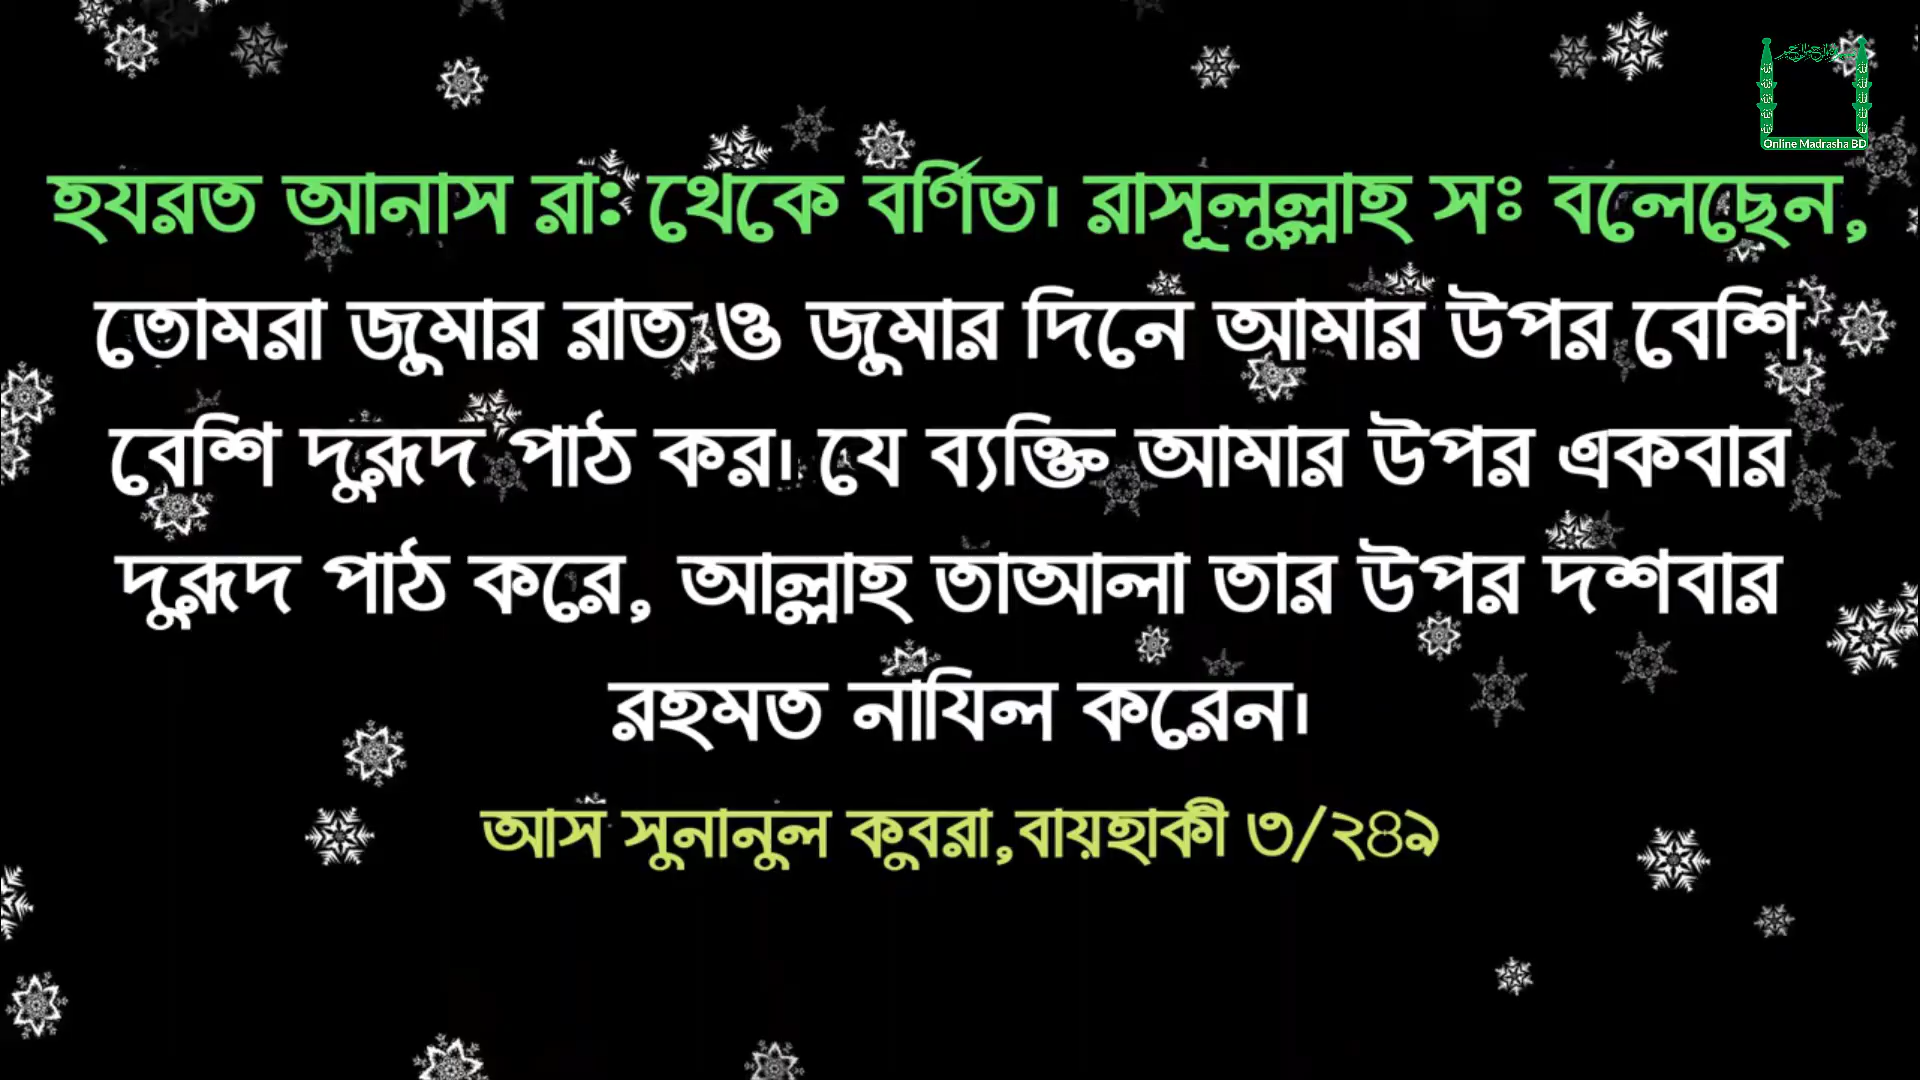 Online Madrasha BD
হযরত আনাস রাঃ থেকে বর্ণিত। রাসূলুল্লাহ সঃ বলেছেন,
তোমরা জুমার রাত ও জুমার দিনে আমার উপর বেশি
বেশি দুরূদ পাঠ কর। যে ব্যক্তি আমার উপর একবার
দুরূদ পাঠ করে, আল্লাহ তাআলা তার উপর দশবার
রহমত নাযিল করেন।
আস সুনানুল কুবরা,বায়হাকী ৩/২৪৯